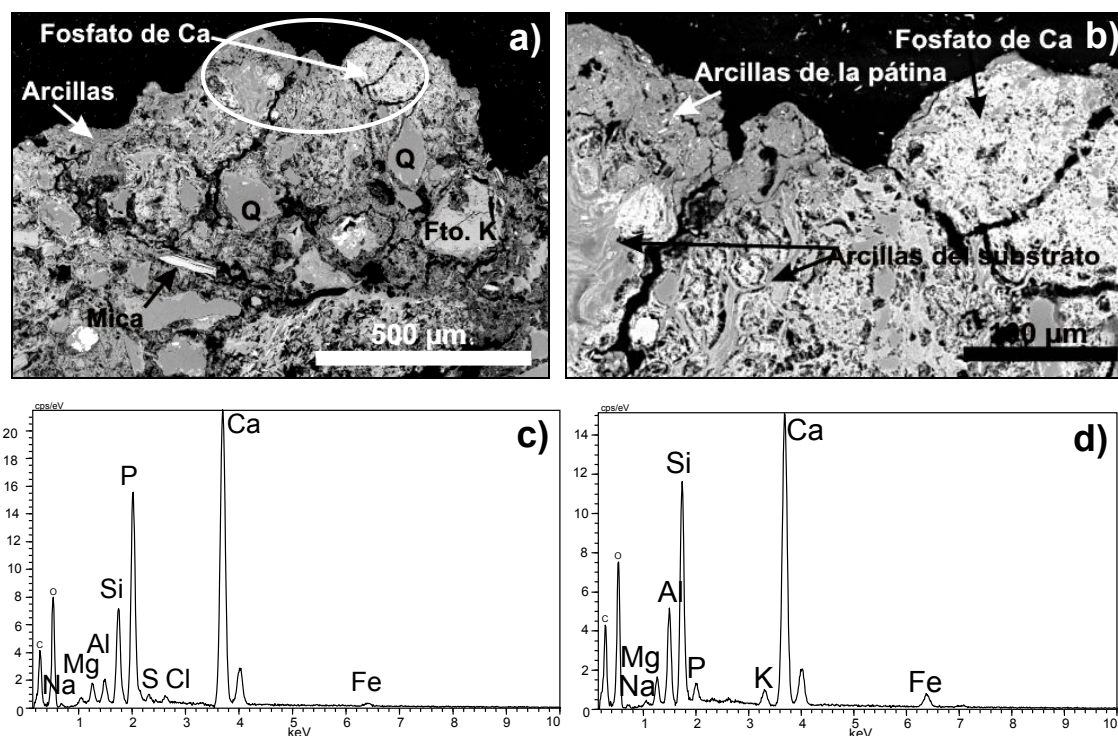 a)
Fosfato de Ca
Arcillas
Q
Q
Fto. K
Mica
500 µm
b)
Fosfato de Ca
Arcillas de la pátina
Arcillas del substrato
100 µm
cps/eV
c)
Ca
P
Si
O
C
Na
Mg
Al
S
Cl
Fe
20
18
16
14
12
10
8
6
4
2
0
1
2
3
4
5
6
7
8
9
10
keV
cps/eV
d)
Ca
Si
O
C
Al
Mg
Na
P
K
Fe
14
12
10
8
6
4
2
0
1
2
3
4
5
6
7
8
9
10
keV